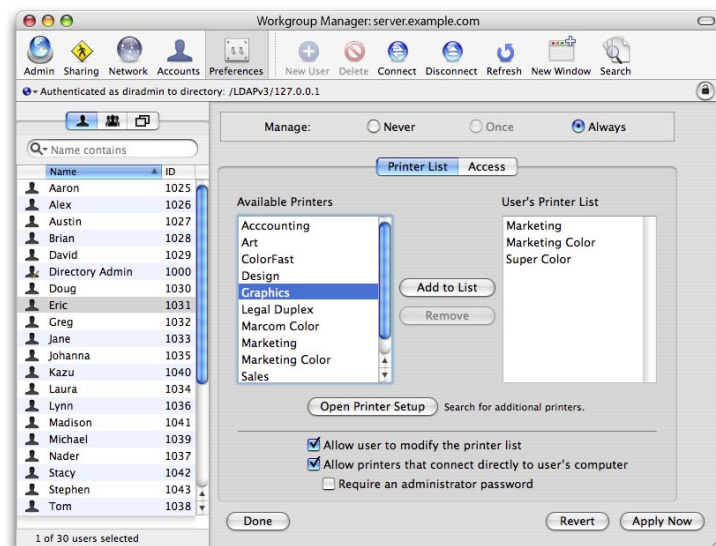 Workgroup Manager: server.example.com
Admin Sharing Network Accounts Preferences New User Delete Connect Disconnect Refresh New Window Search
Authenticated as diradmin to directory: /LDAPv3/127.0.0.1
Name contains
Name ID
Aaron 1025
Alex 1026
Austin 1027
Brian 1028
David 1029
Directory Admin 1000
Doug 1030
Eric 1031
Greg 1032
Jane 1033
Johanna 1035
Kazu 1040
Laura 1034
Lynn 1036
Madison 1041
Michael 1039
Nader 1037
Stacy 1042
Stephen 1043
Tom 1038
1 of 30 users selected
Manage: Never Once Always
Printer List Access
Available Printers
Acccounting
Art
ColorFast
Design
Graphics
Legal Duplex
Marcom Color
Marketing
Marketing Color
Sales
Add to List
Remove
User's Printer List
Marketing
Marketing Color
Super Color
Open Printer Setup Search for additional printers.
Allow user to modify the printer list
Allow printers that connect directly to user's computer
Require an administrator password
Done Revert Apply Now